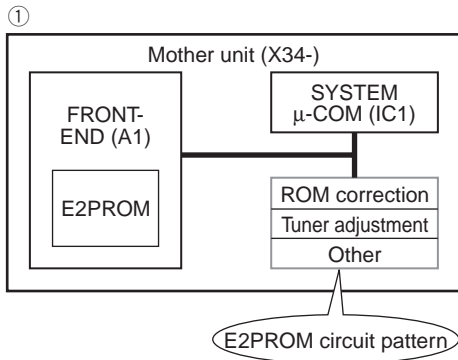 ①
Mother unit (X34-)
FRONT-
END (A1)
E2PROM
SYSTEM
μ-COM (IC1)
ROM correction
Tuner adjustment
Other
E2PROM circuit pattern